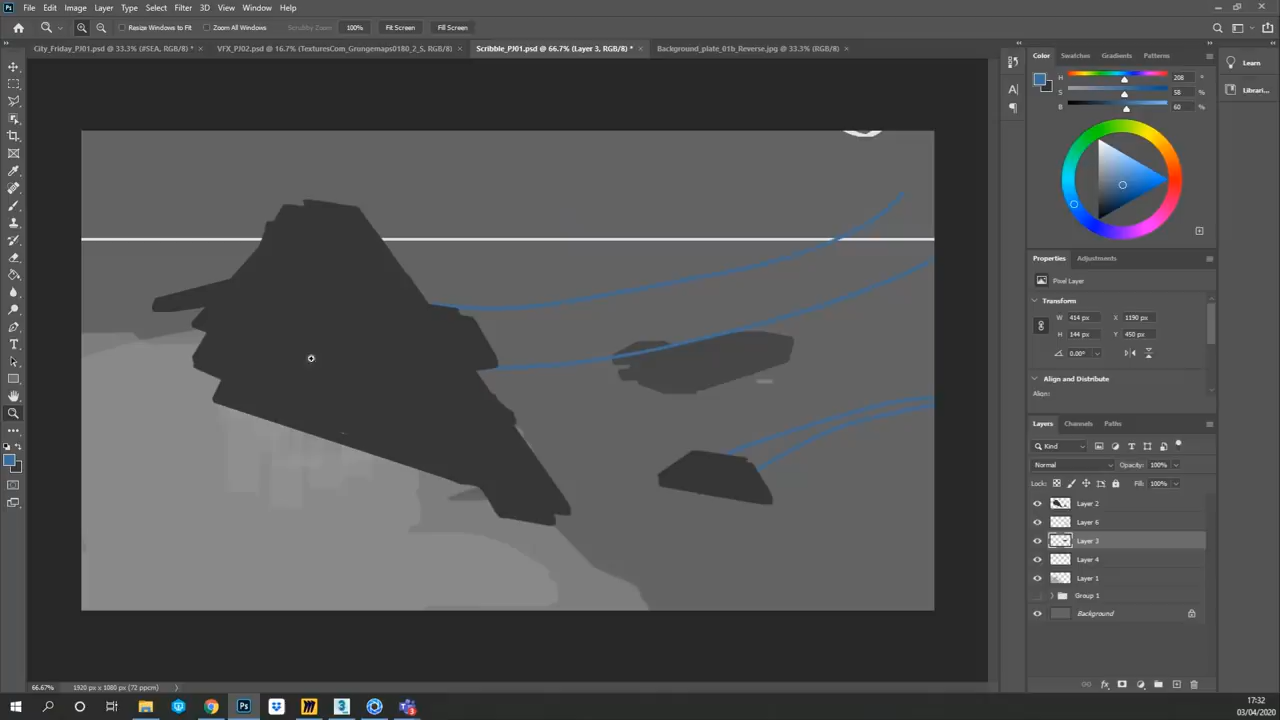 Ps File Edit Image Layer Type Select Filter 3D View Window Help
Resize Windows to Fit Zoom All Windows Scrubby Zoom 100% Fit Screen Fill Screen
City_Friday_PJ01.psd @ 33.3% (#SEA, RGB/8) * × VFX_PJ02.psd @ 16.7% (TexturesCom_Grungemaps0180_2_S, RGB/8) × Scribble_PJ01.psd @ 66.7% (Layer 3, RGB/8) * × Background_plate_01b_Reverse.jpg @ 33.3% (RGB/8) ×
Color Swatches Gradients Patterns
Learn
H 208 °
S 58 %
B 60 %
Librari...
Properties Adjustments
Pixel Layer
Transform
W 414 px X 1190 px
H 144 px Y 450 px
0.00°
Align and Distribute
Align:
Layers Channels Paths
Kind
Normal Opacity: 100%
Lock: Fill: 100%
Layer 2
Layer 6
Layer 3
Layer 4
Layer 1
Group 1
Background
66.67% 1920 px x 1080 px (72 ppcm)
Ps 3
17:32
03/04/2020